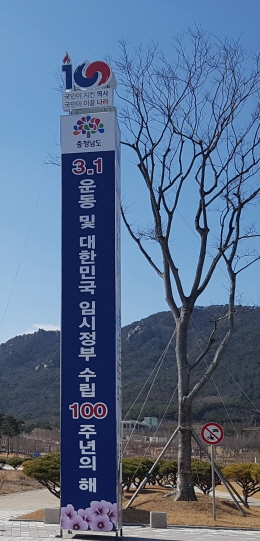 100
국민이 지킨 역사
국민이 이끌 나라
충청남도
3.1 운동 및 대한민국 임시정부 수립 100 주년의 해